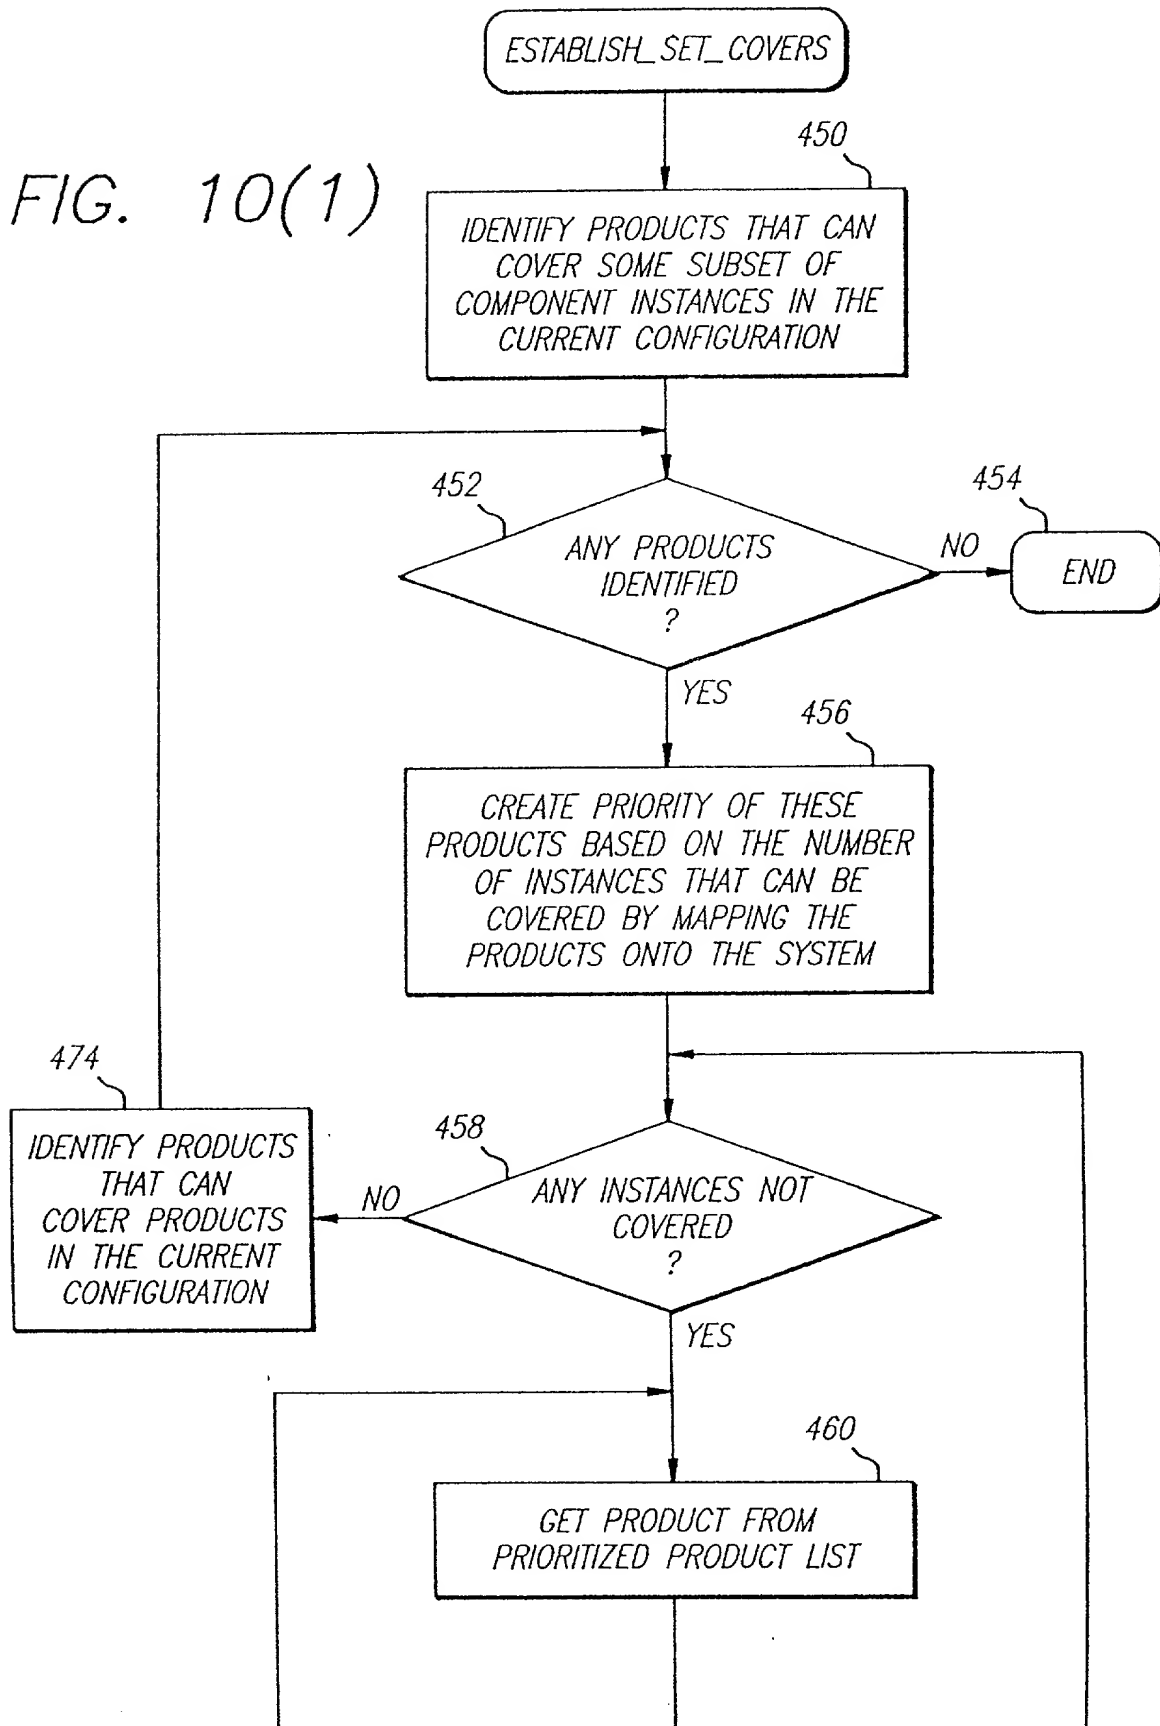 ESTABLISH_SET_COVERS
450
FIG. 10(1)
IDENTIFY PRODUCTS THAT CAN
COVER SOME SUBSET OF
COMPONENT INSTANCES IN THE
CURRENT CONFIGURATION
452
454
ANY PRODUCTS
IDENTIFIED
?
NO
END
YES
456
CREATE PRIORITY OF THESE
PRODUCTS BASED ON THE NUMBER
OF INSTANCES THAT CAN BE
COVERED BY MAPPING THE
PRODUCTS ONTO THE SYSTEM
474
IDENTIFY PRODUCTS
THAT CAN
COVER PRODUCTS
IN THE CURRENT
CONFIGURATION
458
NO
ANY INSTANCES NOT
COVERED
?
YES
460
GET PRODUCT FROM
PRIORITIZED PRODUCT LIST